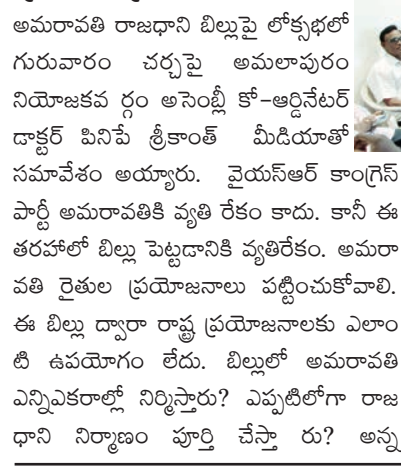 అమరావతి రాజధాని బిల్లుపై లోక్సభలో
గురువారం చర్చపై అమలాపురం
నియోజకవ ర్గం అసెంబ్లీ కో-ఆర్డినేటర్
డాక్టర్ పినిపే శ్రీకాంత్ మీడియాతో
సమావేశం అయ్యారు. వైయస్ఆర్ కాంగ్రెస్
పార్టీ అమరావతికి వ్యతి రేకం కాదు. కానీ ఈ
తరహాలో బిల్లు పెట్టడానికి వ్యతిరేకం. అమరా
వతి రైతుల ప్రయోజనాలు పట్టించుకోవాలి.
ఈ బిల్లు ద్వారా రాష్ట్ర ప్రయోజనాలకు ఎలాం
టి ఉపయోగం లేదు. బిల్లులో అమరావతి
ఎన్నిఎకరాల్లో నిర్మిస్తారు? ఎప్పటిలోగా రాజ
ధాని నిర్మాణం పూర్తి చేస్తా రు? అన్న